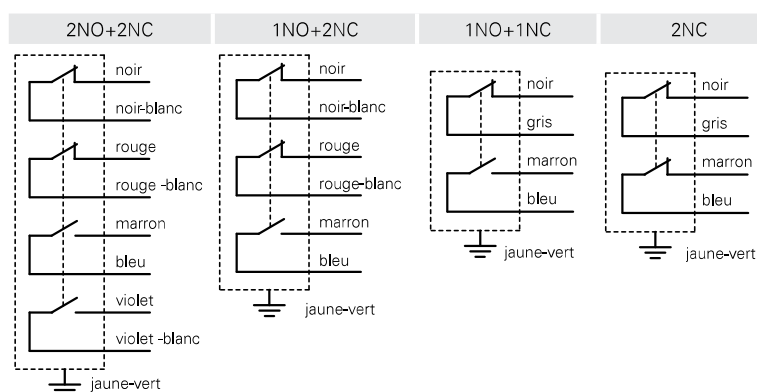 2NO+2NC
noir
noir-blanc
rouge
rouge -blanc
marron
bleu
violet
violet -blanc
jaune-vert
1NO+2NC
noir
noir-blanc
rouge
rouge-blanc
marron
bleu
jaune-vert
1NO+1NC
noir
gris
marron
bleu
jaune-vert
2NC
noir
gris
marron
bleu
jaune-vert